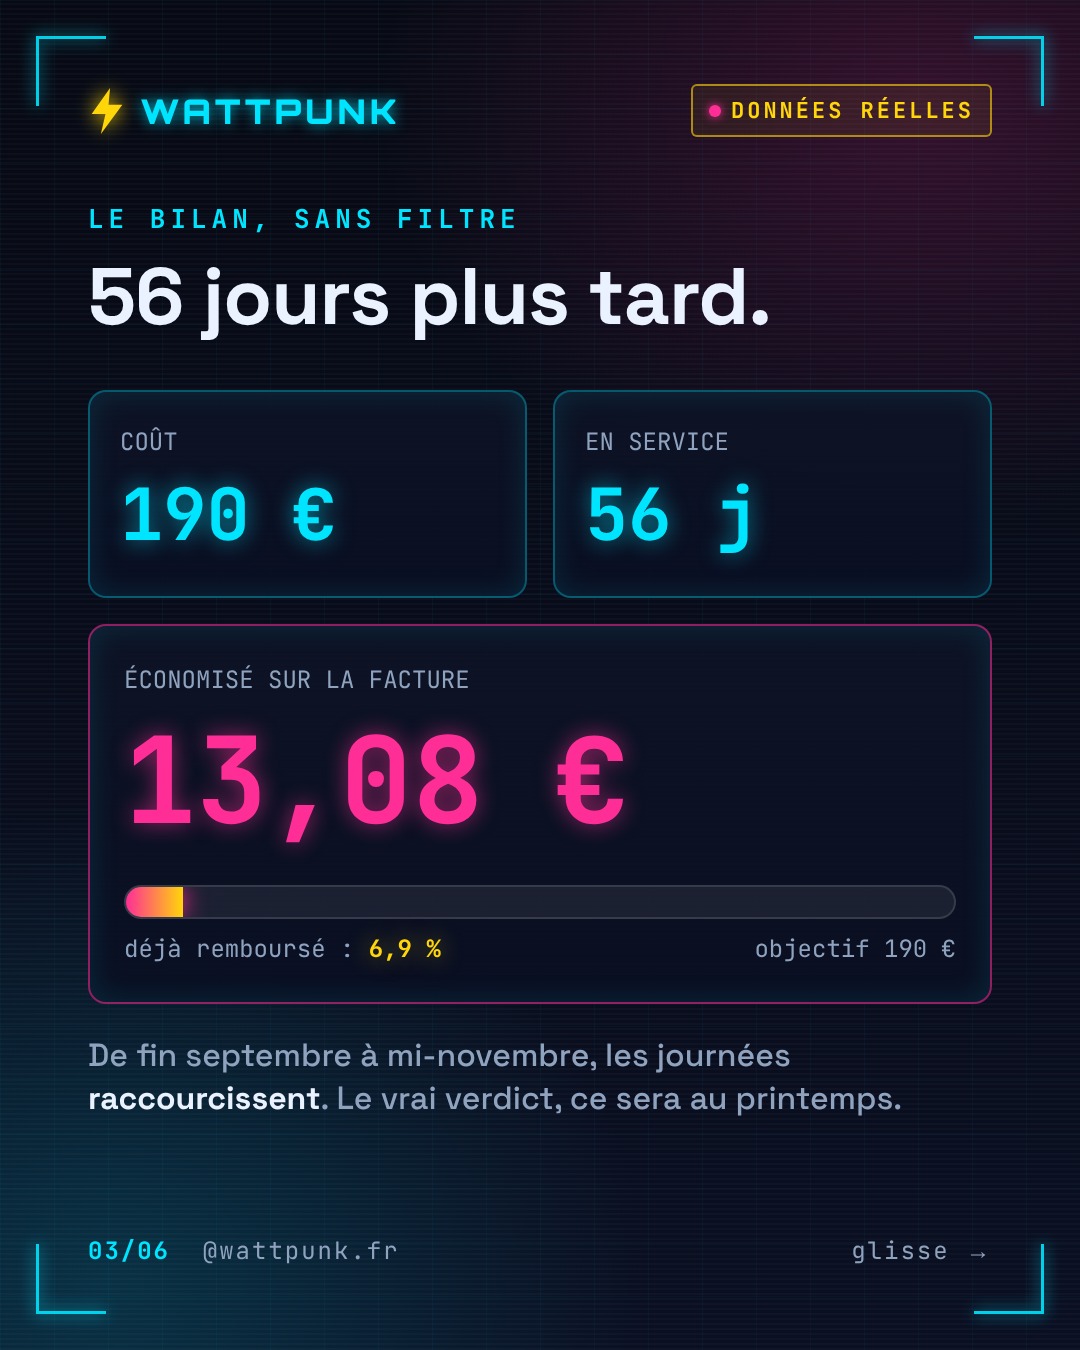 WATTPUNK
DONNÉES RÉELLES
LE BILAN, SANS FILTRE
56 jours plus tard.
COÛT
190 €
EN SERVICE
56 j
ÉCONOMISÉ SUR LA FACTURE
13,08 €
déjà remboursé : 6,9 %
objectif 190 €
De fin septembre à mi-novembre, les journées
raccourcissent. Le vrai verdict, ce sera au printemps.
03/06 @wattpunk.fr
glisse →